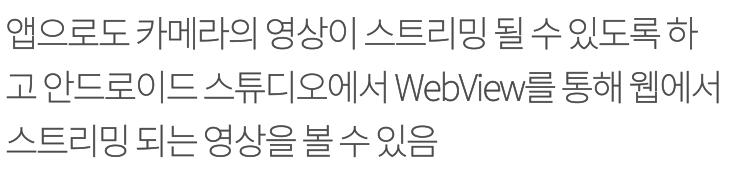 앱으로도 카메라의 영상이 스트리밍 될 수 있도록 하
고 안드로이드 스튜디오에서 WebView를 통해 웹에서
스트리밍 되는 영상을 볼 수 있음